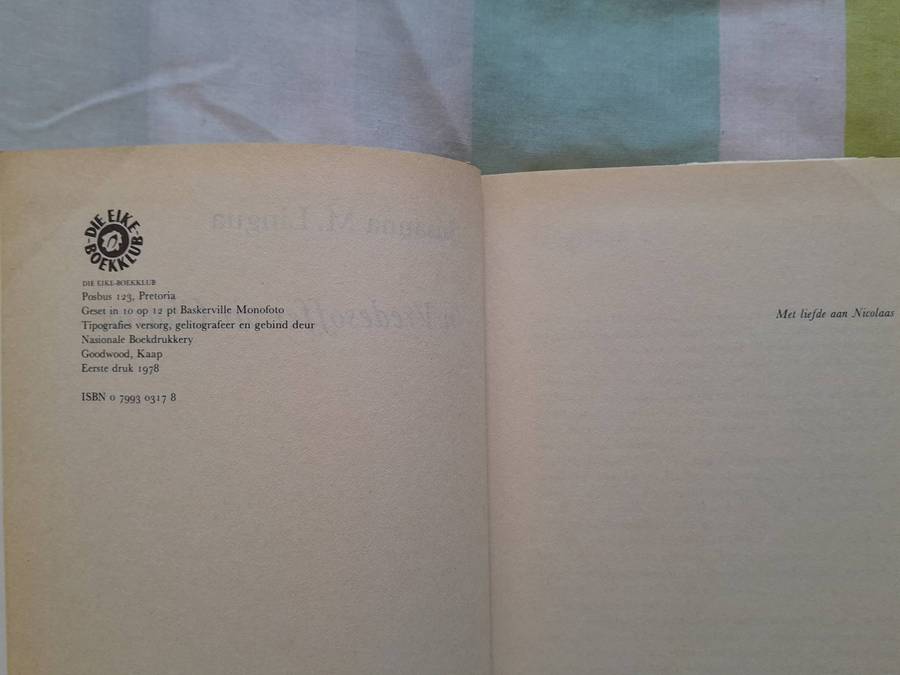 DIE EIKE-
BOEKKLUB
DIE EIKE-BOEKKLUB
Posbus 123, Pretoria
Geset in 10 op 12 pt Baskerville Monofoto
Tipografies versorg, gelitografeer en gebind deur
Nasionale Boekdrukkery
Goodwood, Kaap
Eerste druk 1978
ISBN 0 7993 0317 8
M. Lingua
Met liefde aan Nicolaas